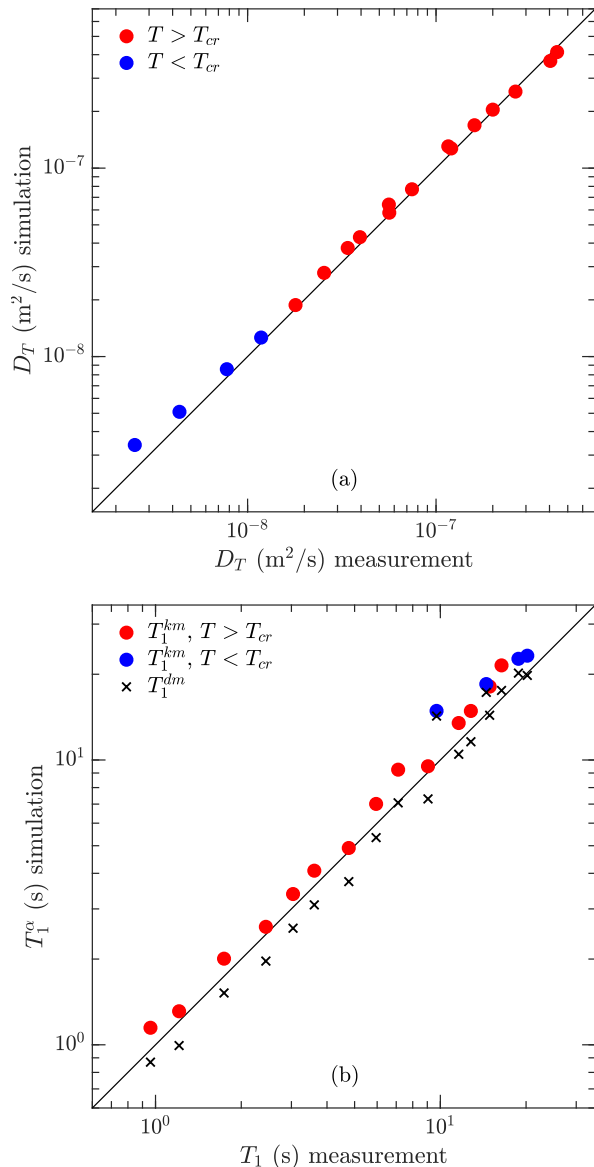 T > T_cr
T < T_cr
10^-7
10^-8
D_T (m^2/s) simulation
(a)
10^-8 10^-7
D_T (m^2/s) measurement
T_1^km, T > T_cr
T_1^km, T < T_cr
T_1^dm
10^1
10^0
T_1^α (s) simulation
(b)
10^0 10^1
T_1 (s) measurement